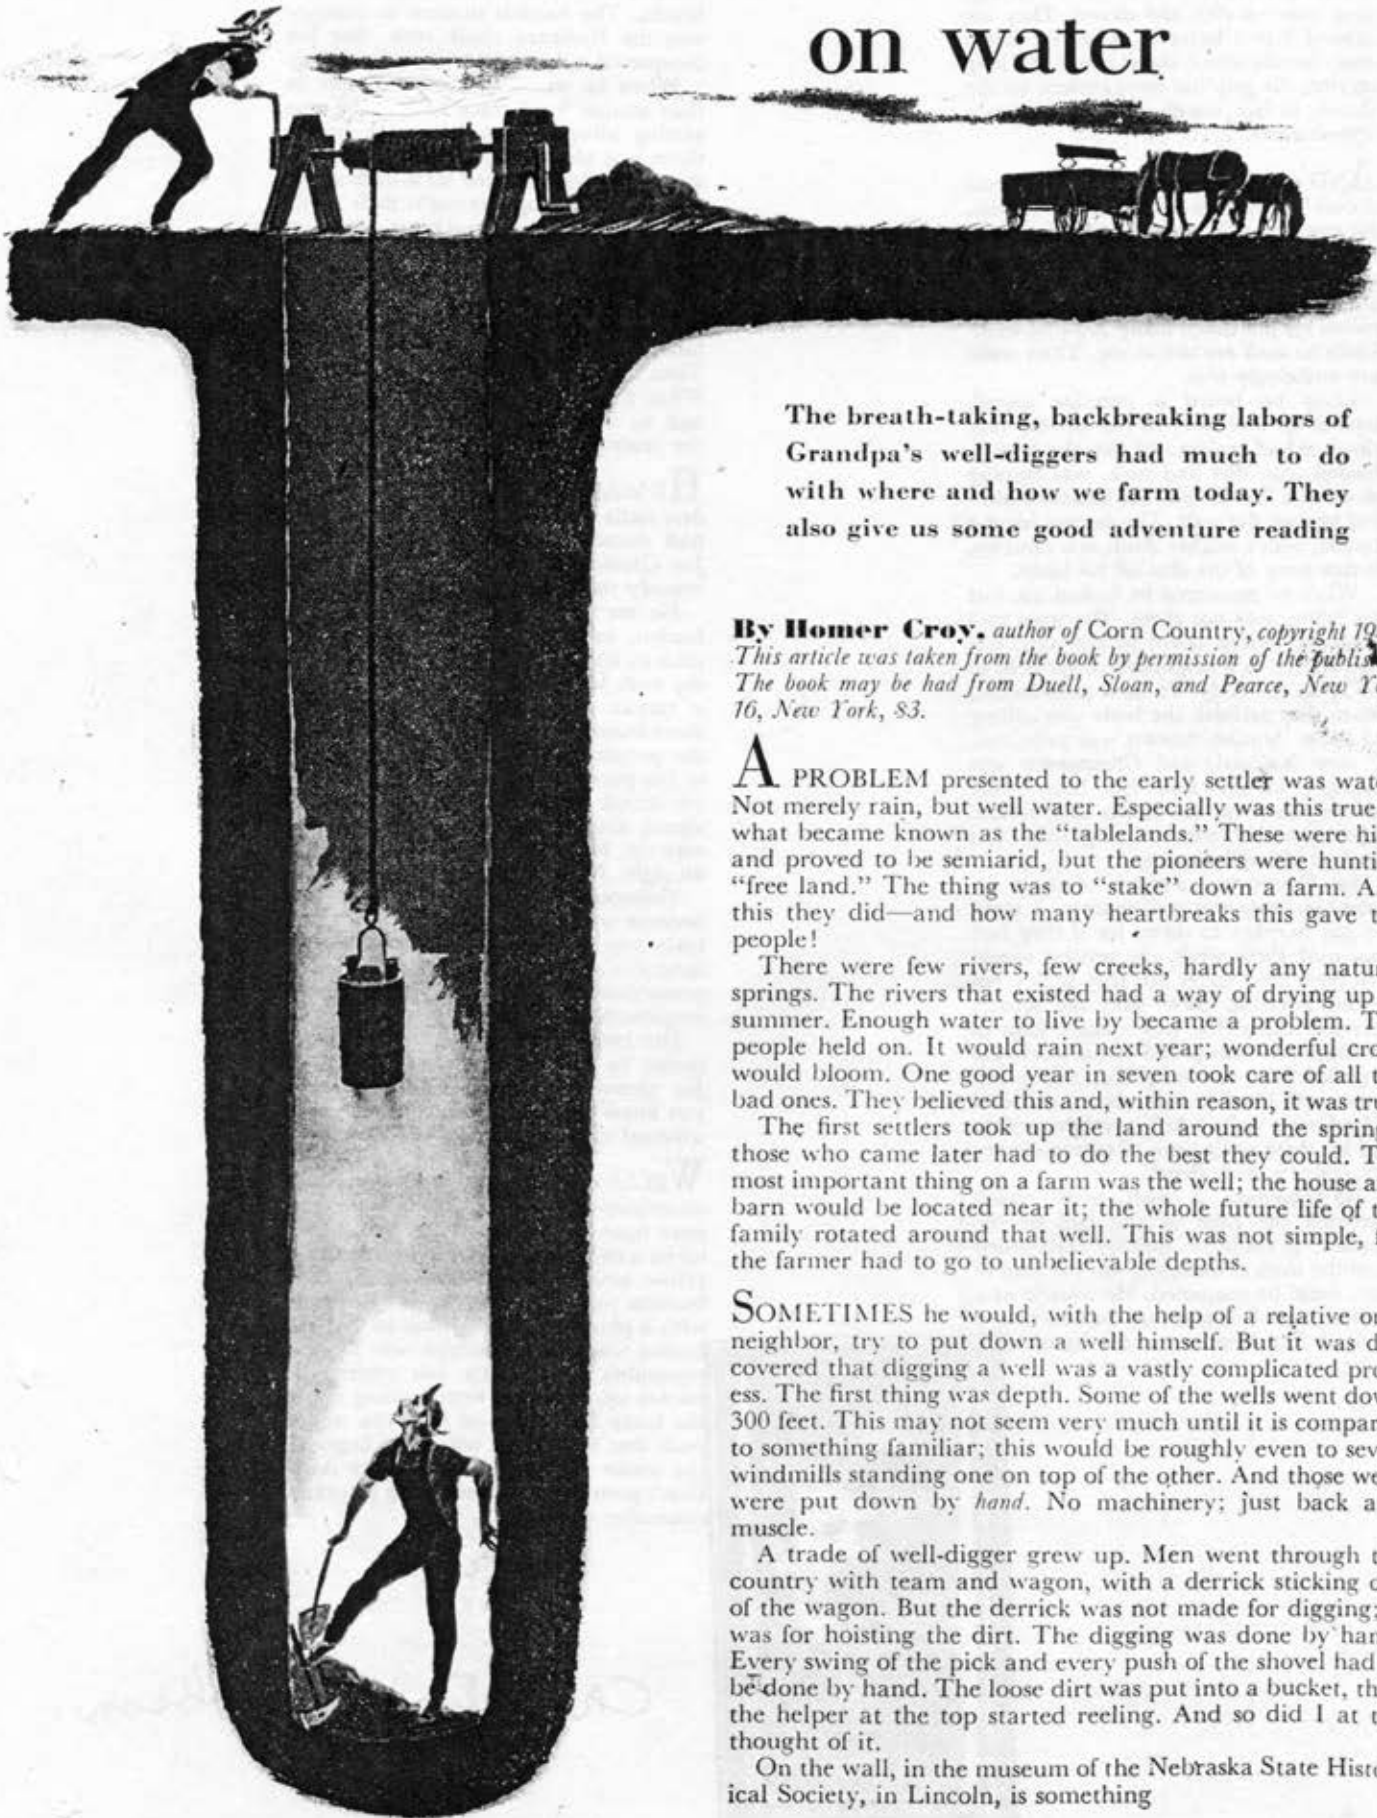 on water
The breath-taking, backbreaking labors of
Grandpa's well-diggers had much to do
with where and how we farm today. They
also give us some good adventure reading
By Homer Croy, author of Corn Country, copyright 19
This article was taken from the book by permission of the publis
The book may be had from Duell, Sloan, and Pearce, New Y
16, New York, $3.
A PROBLEM presented to the early settler was wat
Not merely rain, but well water. Especially was this true
what became known as the “tablelands.” These were hi
and proved to be semiarid, but the pioneers were hunti
“free land.” The thing was to “stake” down a farm. A
this they did—and how many heartbreaks this gave t
people!
There were few rivers, few creeks, hardly any natur
springs. The rivers that existed had a way of drying up
summer. Enough water to live by became a problem. T
people held on. It would rain next year; wonderful cro
would bloom. One good year in seven took care of all t
bad ones. They believed this and, within reason, it was tru
The first settlers took up the land around the spring
those who came later had to do the best they could. T
most important thing on a farm was the well; the house a
barn would be located near it; the whole future life of t
family rotated around that well. This was not simple, f
the farmer had to go to unbelievable depths.
SOMETIMES he would, with the help of a relative or
neighbor, try to put down a well himself. But it was d
covered that digging a well was a vastly complicated pro
ess. The first thing was depth. Some of the wells went dow
300 feet. This may not seem very much until it is compar
to something familiar; this would be roughly even to sev
windmills standing one on top of the other. And those we
were put down by hand. No machinery; just back a
muscle.
A trade of well-digger grew up. Men went through t
country with team and wagon, with a derrick sticking o
of the wagon. But the derrick was not made for digging;
was for hoisting the dirt. The digging was done by han
Every swing of the pick and every push of the shovel had
be done by hand. The loose dirt was put into a bucket, th
the helper at the top started reeling. And so did I at t
thought of it.
On the wall, in the museum of the Nebraska State Histo
ical Society, in Lincoln, is something